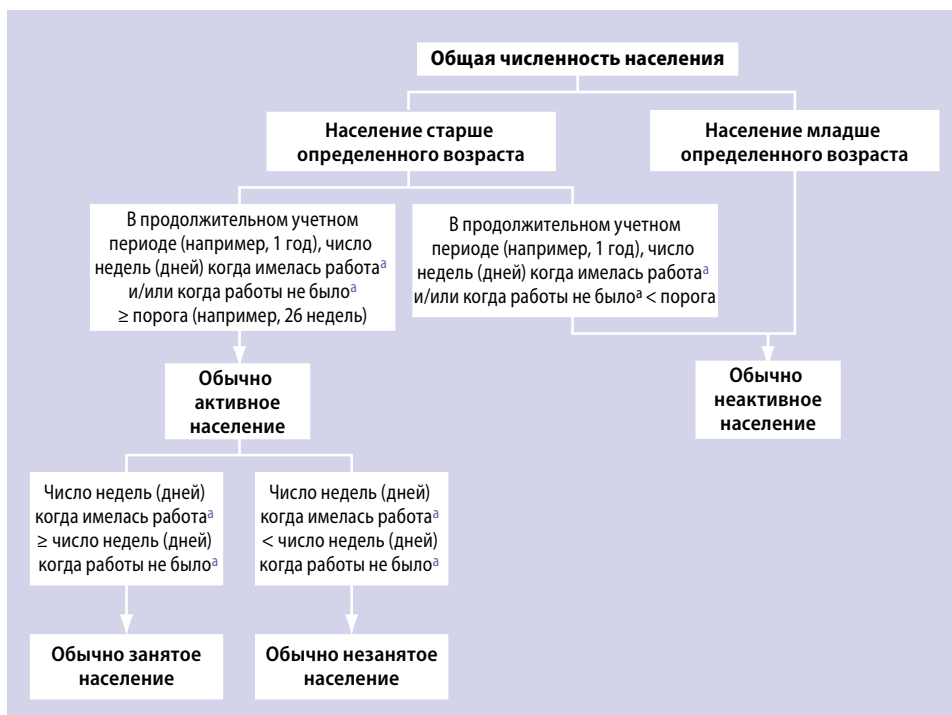 Общая численность населения
Население старше
определенного возраста
Население младше
определенного возраста
В продолжительном учетном
периоде (например, 1 год), число
недель (дней) когда имелась работаᵃ
и/или когда работы не былоᵃ
≥ порога (например, 26 недель)
В продолжительном учетном
периоде (например, 1 год), число
недель (дней) когда имелась работаᵃ
и/или когда работы не былоᵃ < порога
Обычно
активное
население
Обычно
неактивное
население
Число недель (дней)
когда имелась работаᵃ
≥ число недель (дней)
когда работы не былоᵃ
Число недель (дней)
когда имелась работаᵃ
< число недель (дней)
когда работы не былоᵃ
Обычно занятое
население
Обычно незанятое
население